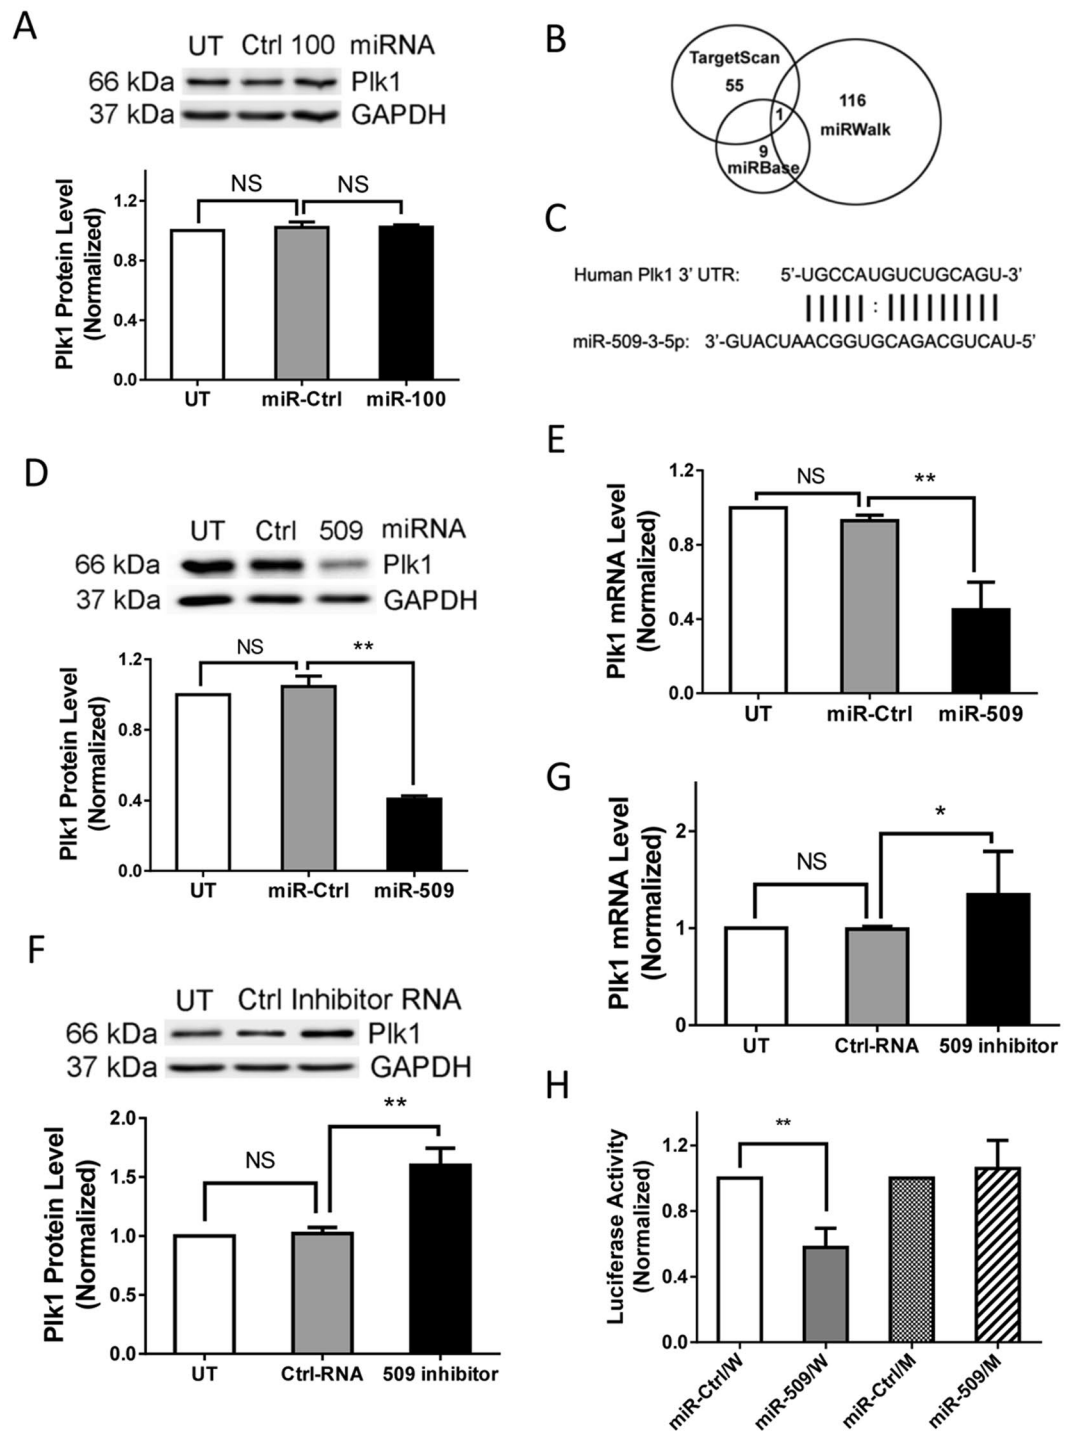 A
UT Ctrl 100 miRNA
66 kDa Plk1
37 kDa GAPDH
Plk1 Protein Level
(Normalized)
1.2
0.8
0.4
0.0
NS NS
UT miR-Ctrl miR-100
B
TargetScan
55
116
miRWalk
1
9
miRBase
C
Human Plk1 3’ UTR: 5’-UGCCAUGUCUGCAGU-3’
:
miR-509-3-5p: 3’-GUACUAACGGUGCAGACGUCAU-5’
D
UT Ctrl 509 miRNA
66 kDa Plk1
37 kDa GAPDH
Plk1 Protein Level
(Normalized)
1.2
0.8
0.4
0.0
NS **
UT miR-Ctrl miR-509
E
Plk1 mRNA Level
(Normalized)
1.2
0.8
0.4
0.0
NS **
UT miR-Ctrl miR-509
F
UT Ctrl Inhibitor RNA
66 kDa Plk1
37 kDa GAPDH
Plk1 Protein Level
(Normalized)
2.0
1.5
1.0
0.5
0.0
NS **
UT Ctrl-RNA 509 inhibitor
G
Plk1 mRNA Level
(Normalized)
2
1
0
NS *
UT Ctrl-RNA 509 inhibitor
H
Luciferase Activity
(Normalized)
1.2
0.8
0.4
0.0
**
miR-Ctrl/W miR-509/W miR-Ctrl/M miR-509/M